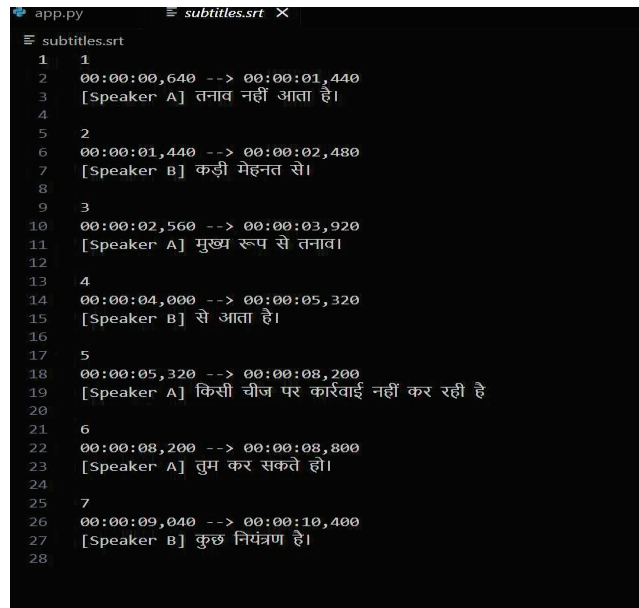 app.py
subtitles.srt ✕
subtitles.srt
1 1
2 00:00:00,640 --> 00:00:01,440
3 [Speaker A] तनाव नहीं आता है।
4
5 2
6 00:00:01,440 --> 00:00:02,480
7 [Speaker B] कड़ी मेहनत से।
8
9 3
10 00:00:02,560 --> 00:00:03,920
11 [Speaker A] मुख्य रूप से तनाव।
12
13 4
14 00:00:04,000 --> 00:00:05,320
15 [Speaker B] से आता है।
16
17 5
18 00:00:05,320 --> 00:00:08,200
19 [Speaker A] किसी चीज पर कार्रवाई नहीं कर रही है
20
21 6
22 00:00:08,200 --> 00:00:08,800
23 [Speaker A] तुम कर सकते हो।
24
25 7
26 00:00:09,040 --> 00:00:10,400
27 [Speaker B] कुछ नियंत्रण है।
28